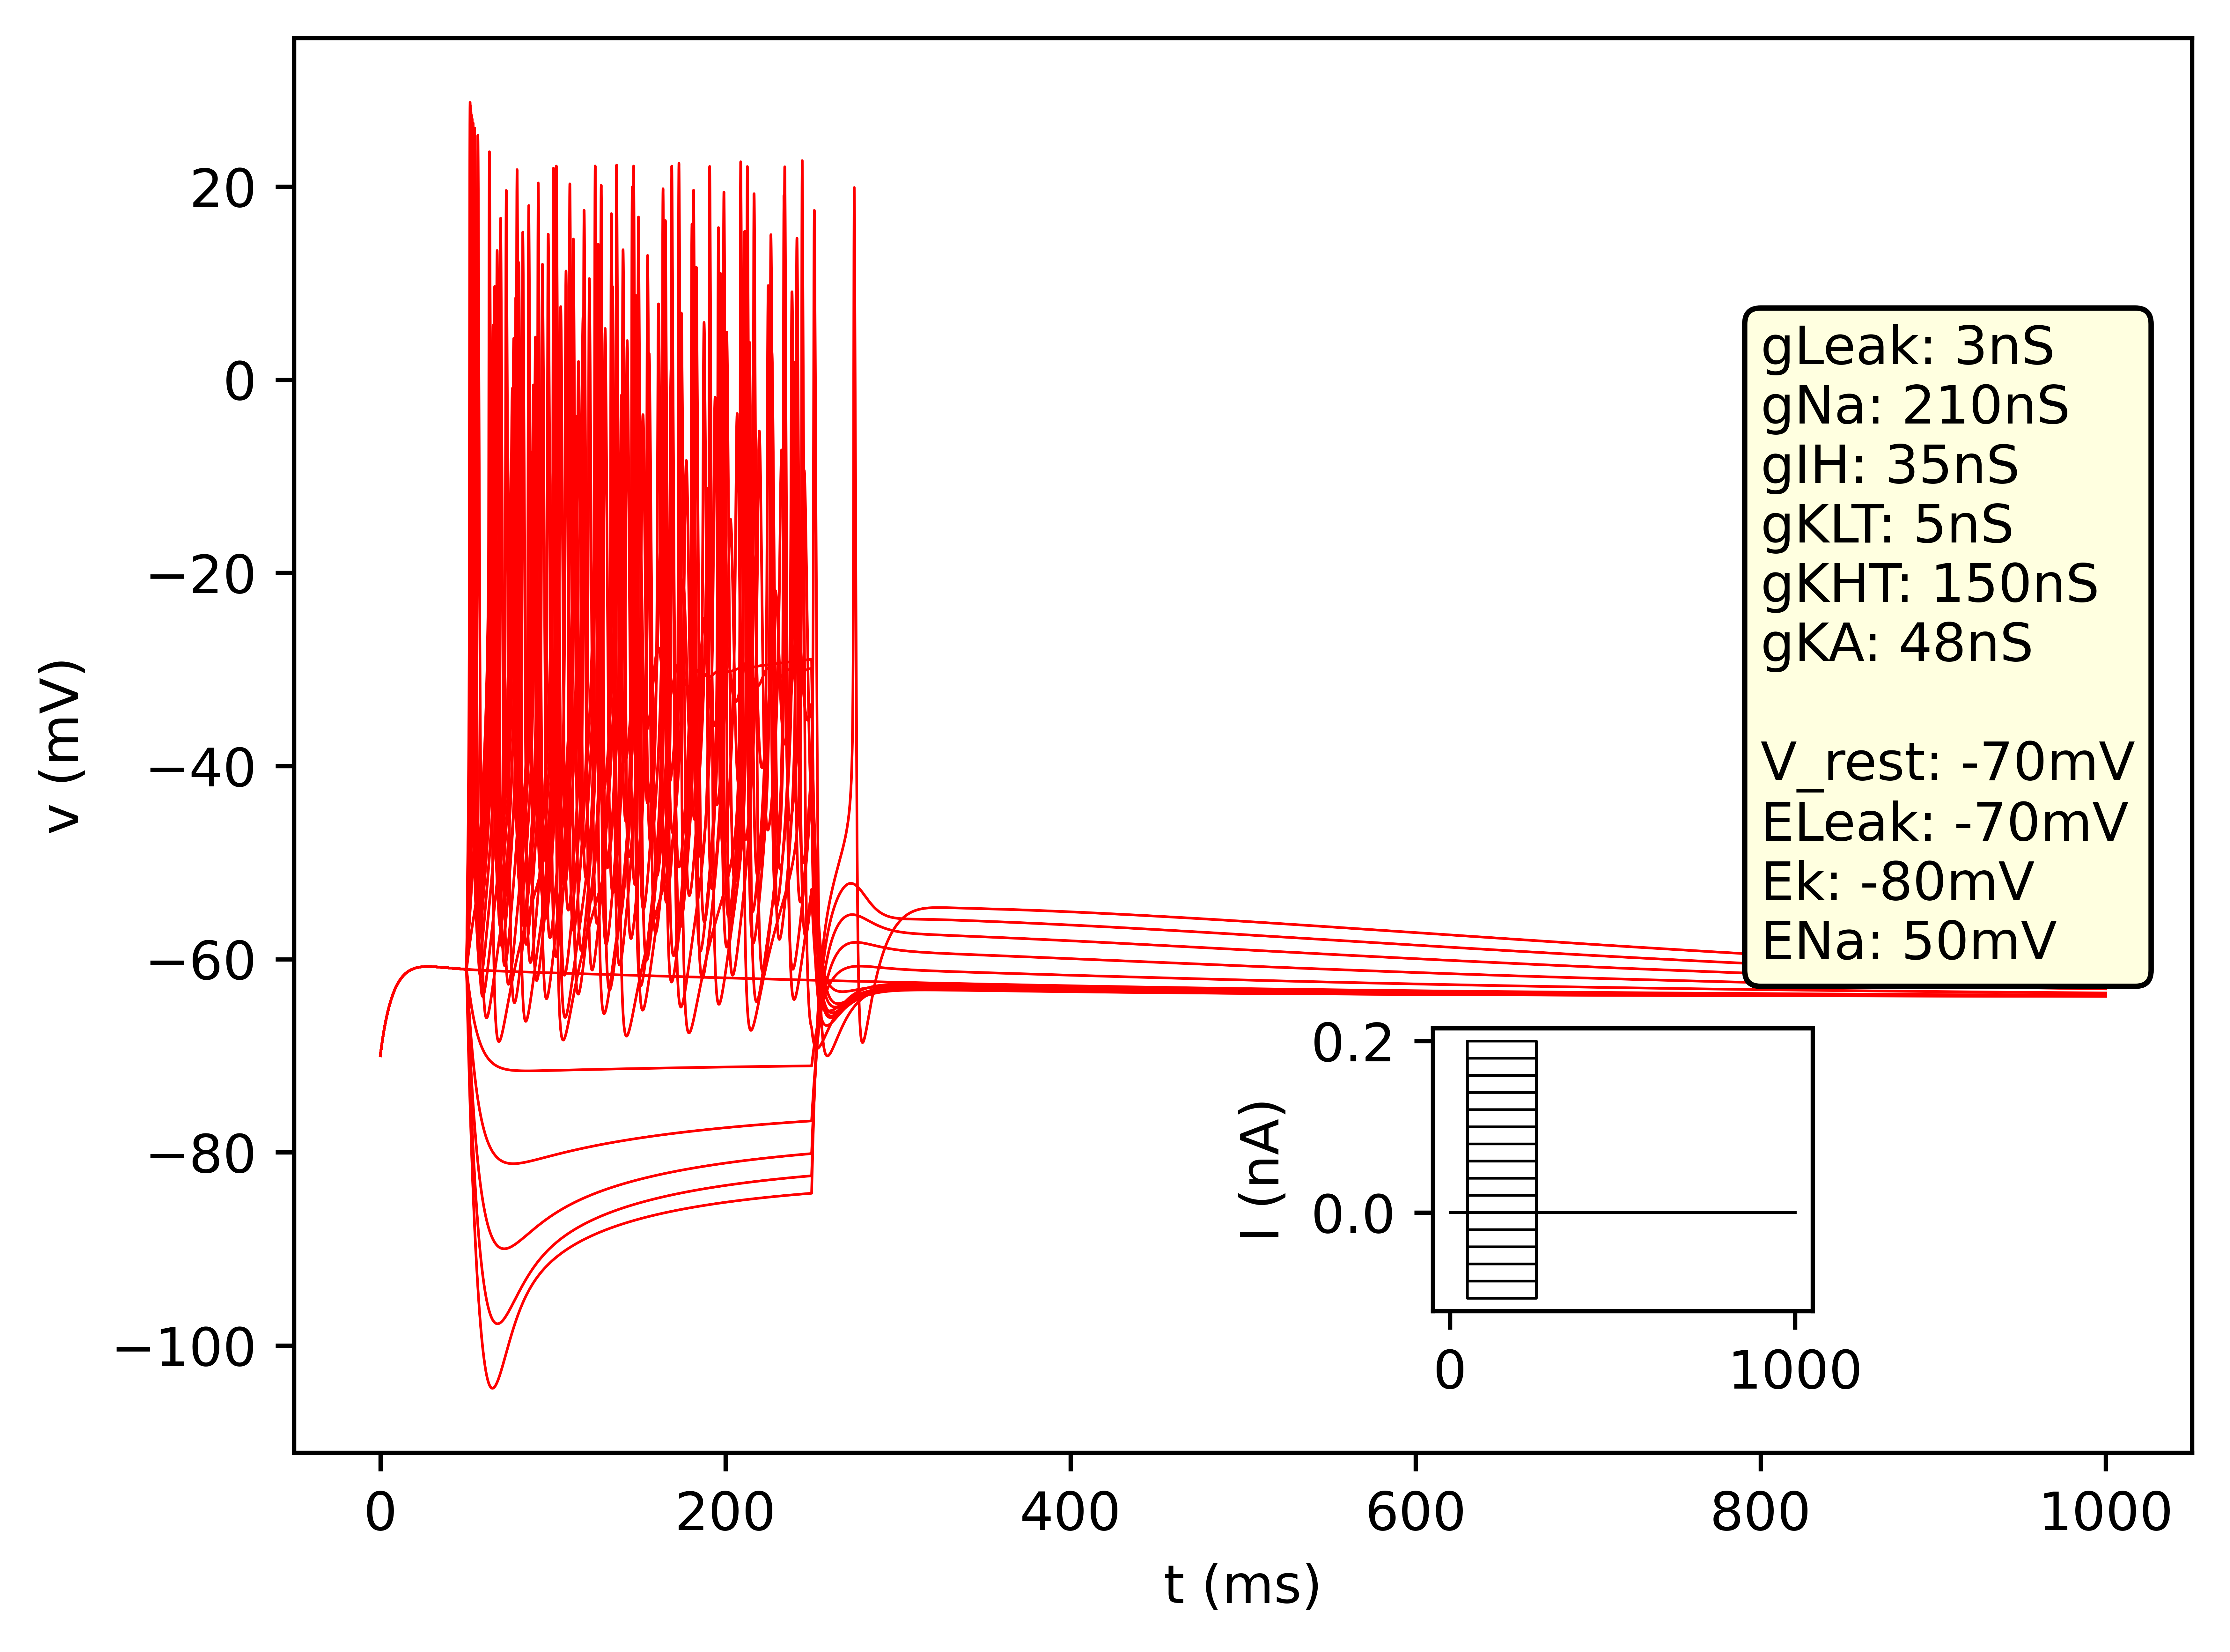 20
0
−20
−40
−60
−80
−100
v (mV)
0
200
400
600
800
1000
t (ms)
gLeak: 3nS
gNa: 210nS
gIH: 35nS
gKLT: 5nS
gKHT: 150nS
gKA: 48nS
V_rest: -70mV
ELeak: -70mV
Ek: -80mV
ENa: 50mV
0.2
0.0
I (nA)
0
1000